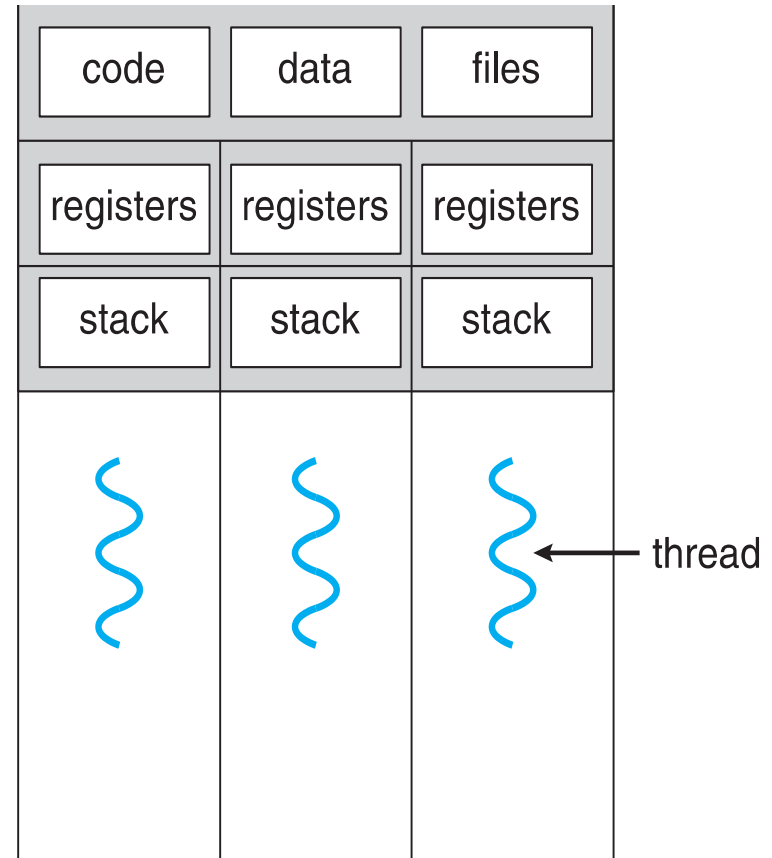 code data files
registers registers registers
stack stack stack
thread